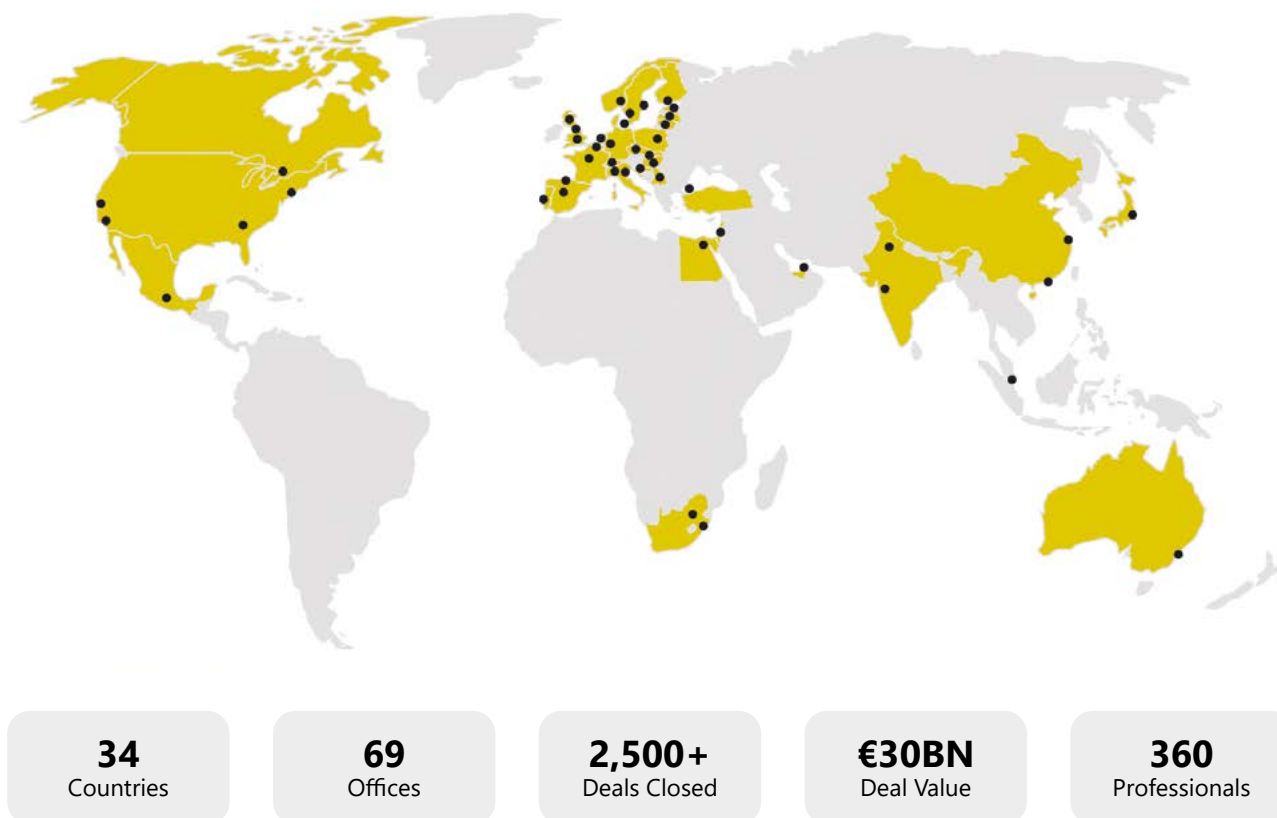 34
Countries
69
Offices
2,500+
Deals Closed
€30BN
Deal Value
360
Professionals